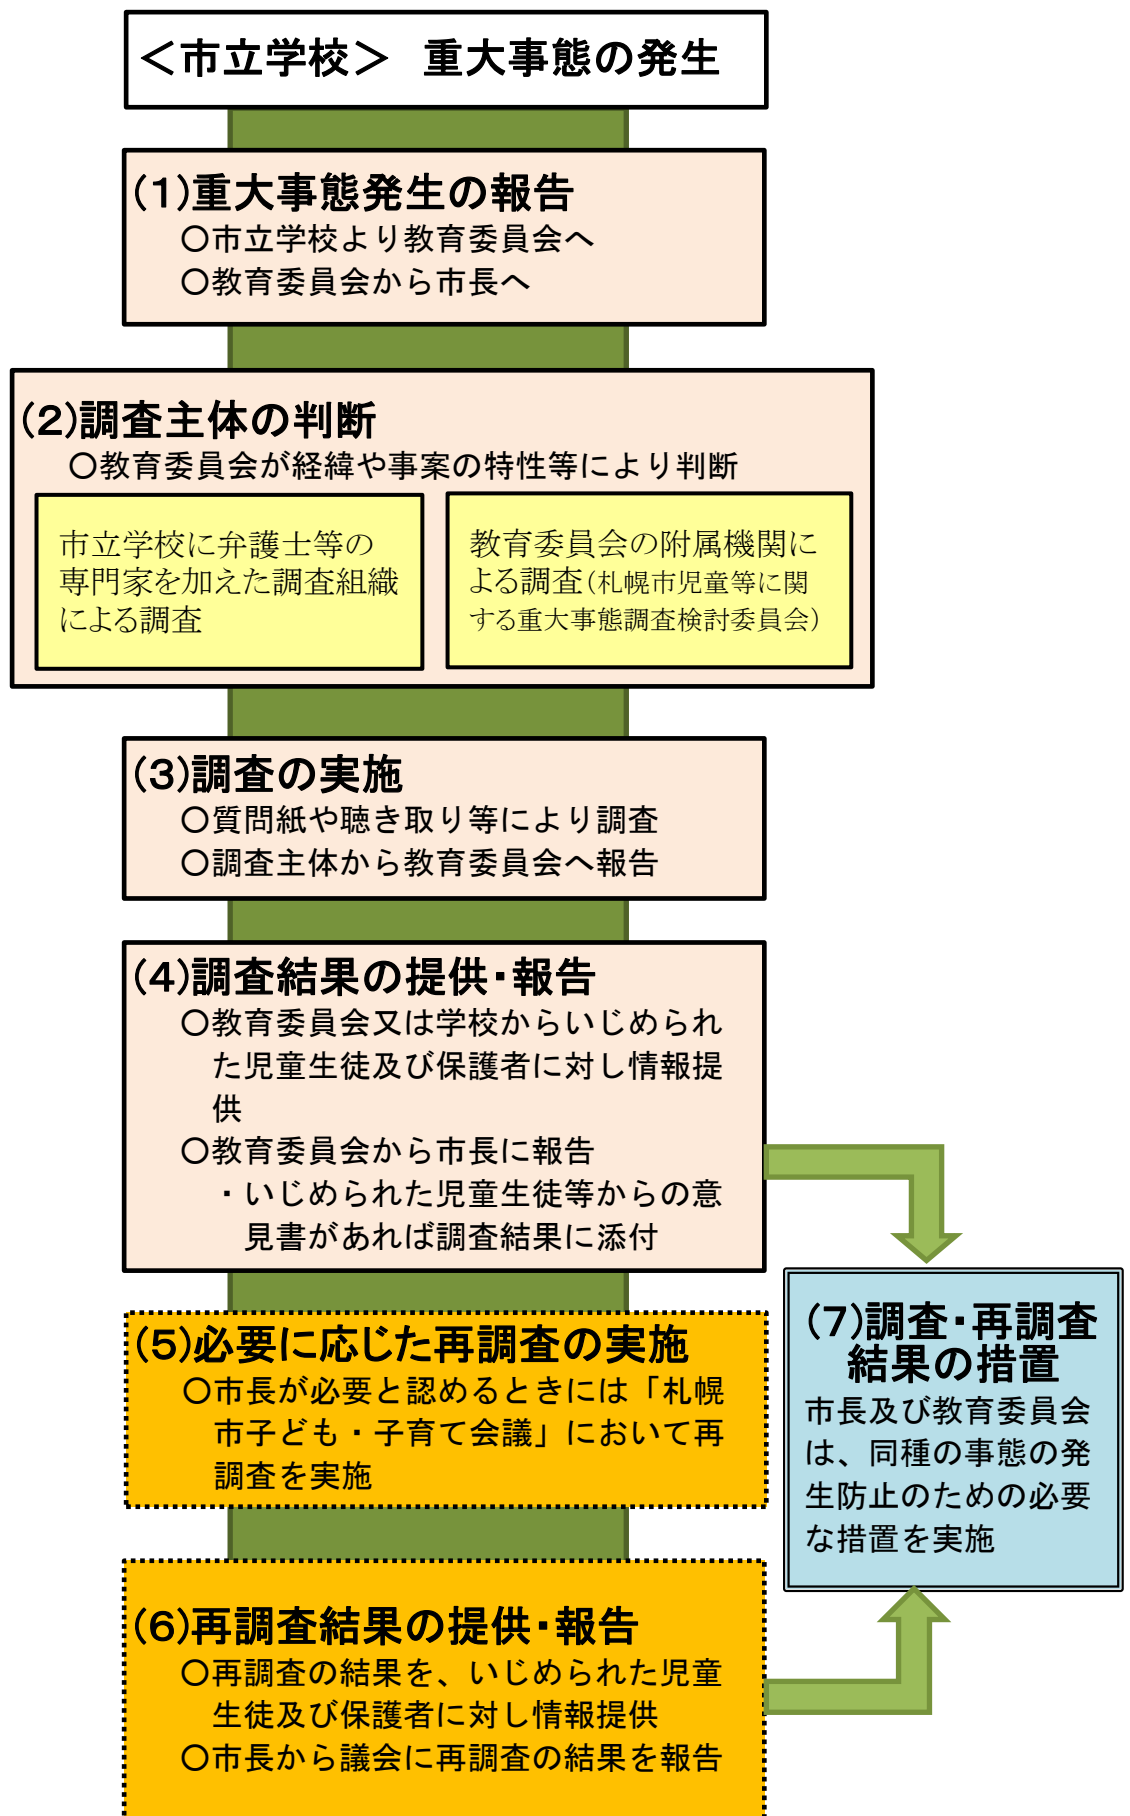 ＜市立学校＞　重大事態の発生
(1)重大事態発生の報告
○市立学校より教育委員会へ
○教育委員会から市長へ
(2)調査主体の判断
○教育委員会が経緯や事案の特性等により判断
市立学校に弁護士等の
専門家を加えた調査組織
による調査
教育委員会の附属機関に
よる調査(札幌市児童等に関
する重大事態調査検討委員会)
(3)調査の実施
○質問紙や聴き取り等により調査
○調査主体から教育委員会へ報告
(4)調査結果の提供・報告
○教育委員会又は学校からいじめられ
た児童生徒及び保護者に対し情報提
供
○教育委員会から市長に報告
・いじめられた児童生徒等からの意
見書があれば調査結果に添付
(5)必要に応じた再調査の実施
○市長が必要と認めるときには「札幌
市子ども・子育て会議」において再
調査を実施
(6)再調査結果の提供・報告
○再調査の結果を、いじめられた児童
生徒及び保護者に対し情報提供
○市長から議会に再調査の結果を報告
(7)調査・再調査
結果の措置
市長及び教育委員会
は、同種の事態の発
生防止のための必要
な措置を実施